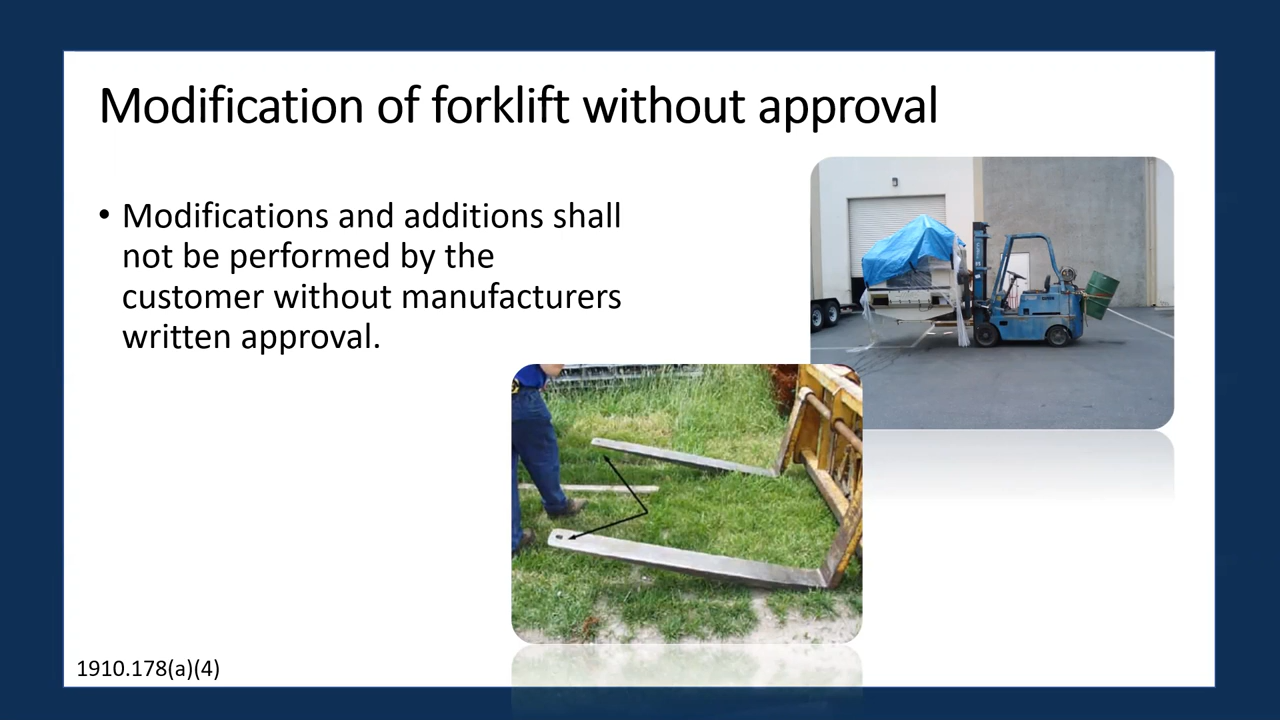 Modification of forklift without approval
• Modifications and additions shall
not be performed by the
customer without manufacturers
written approval.
1910.178(a)(4)